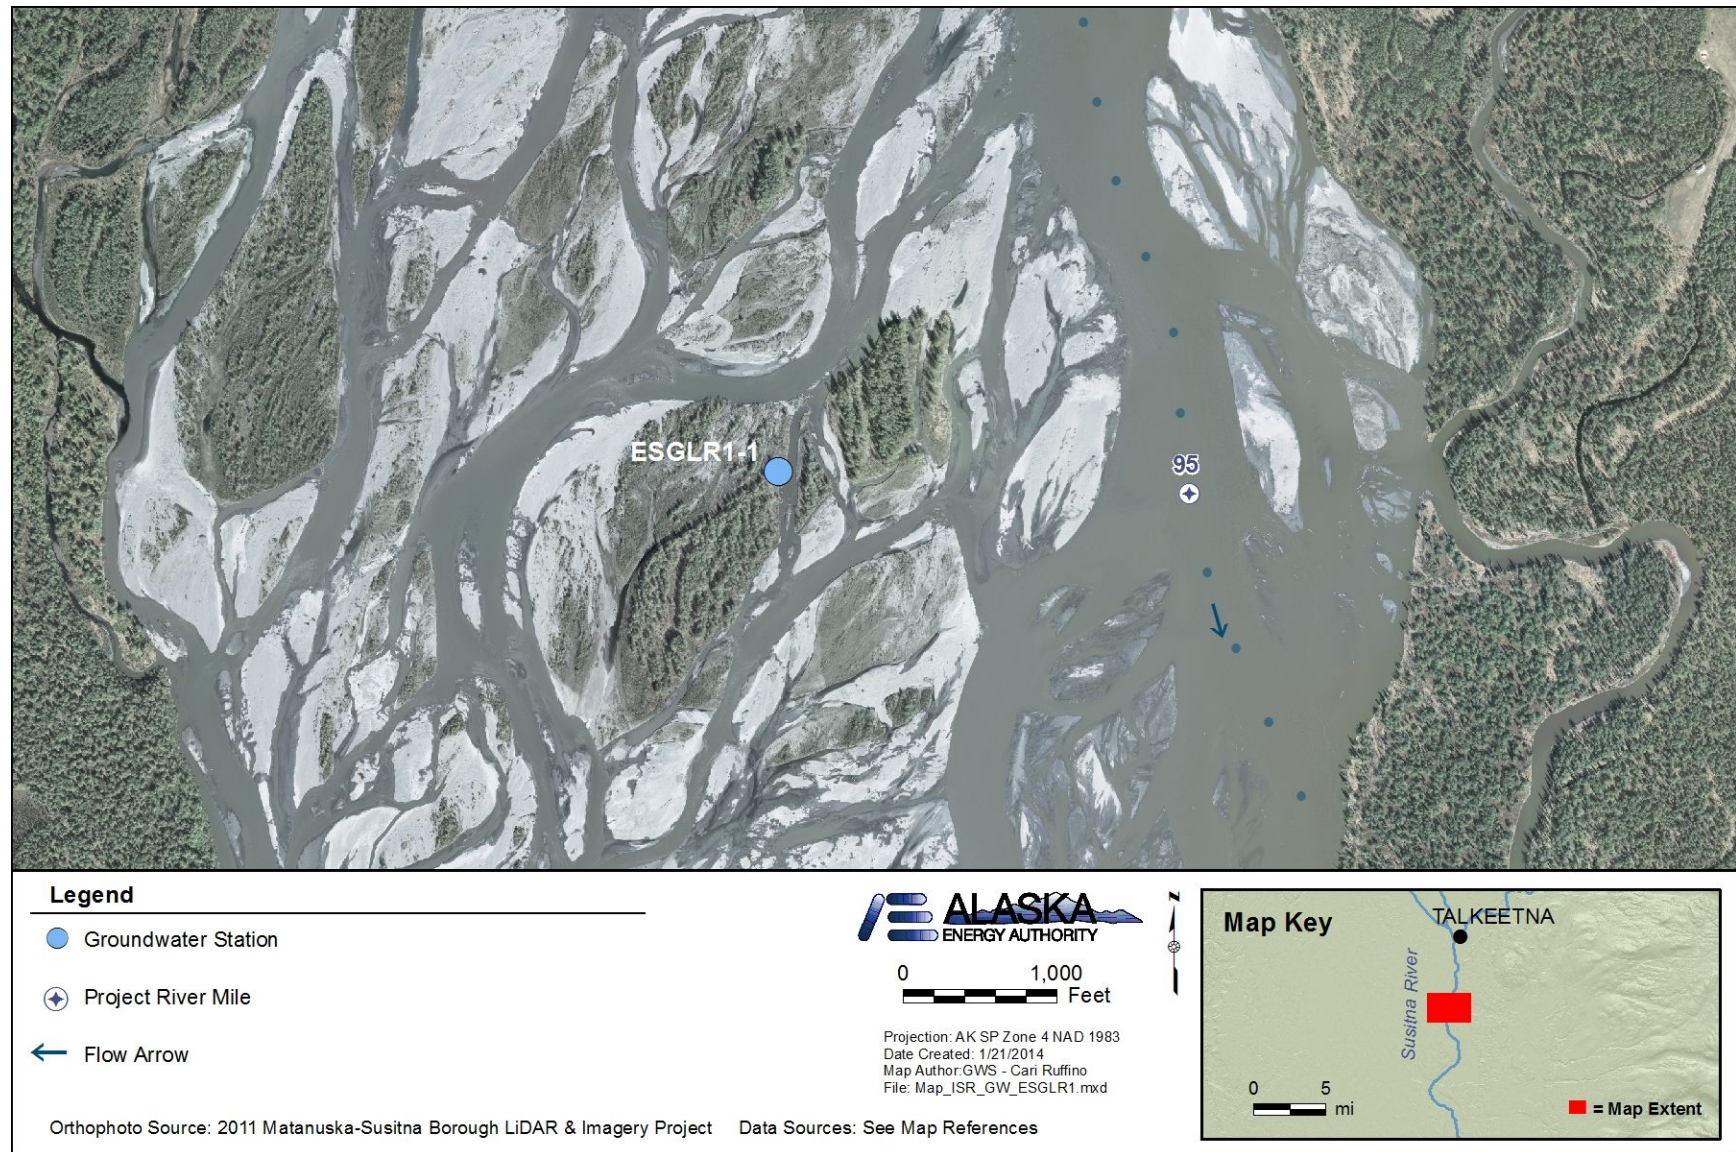 ESGLR1-1
95
Legend
Groundwater Station
Project River Mile
Flow Arrow
ALASKA
ENERGY AUTHORITY
N
0 1,000
Feet
Projection: AK SP Zone 4 NAD 1983
Date Created: 1/21/2014
Map Author:GWS - Cari Ruffino
File: Map_ISR_GW_ESGLR1.mxd
Map Key
TALKEETNA
Susitna River
0 5
mi
= Map Extent
Orthophoto Source: 2011 Matanuska-Susitna Borough LiDAR & Imagery Project Data Sources: See Map References